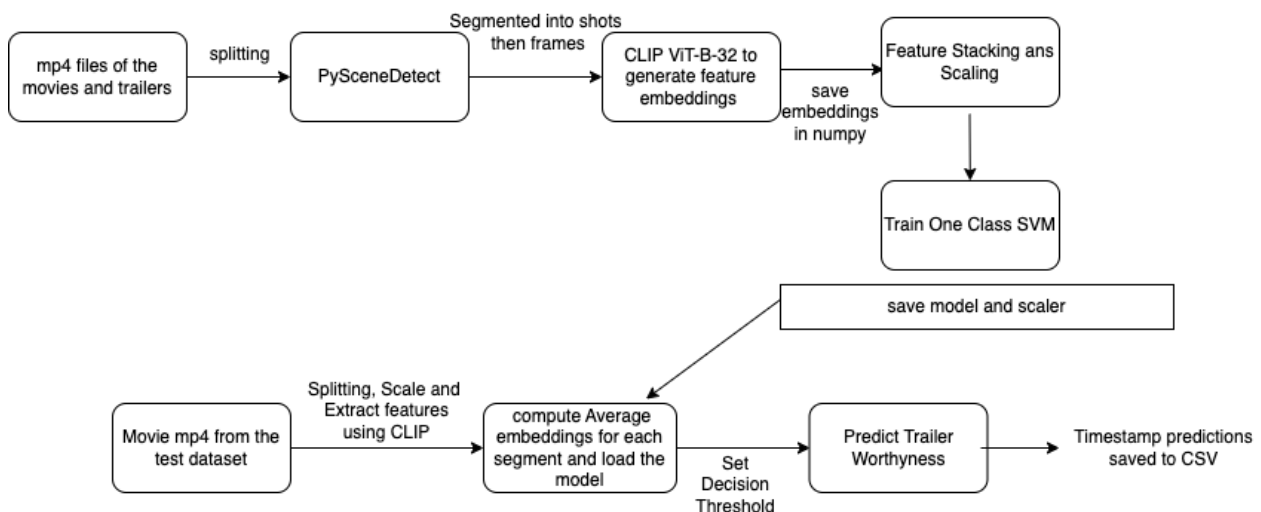 mp4 files of the
movies and trailers
splitting
PySceneDetect
Segmented into shots
then frames
CLIP ViT-B-32 to
generate feature
embeddings
save
embeddings
in numpy
Feature Stacking ans
Scaling
Train One Class SVM
save model and scaler
Movie mp4 from the
test dataset
Splitting, Scale and
Extract features
using CLIP
compute Average
embeddings for each
segment and load the
model
Set
Decision
Threshold
Predict Trailer
Worthyness
Timestamp predictions
saved to CSV